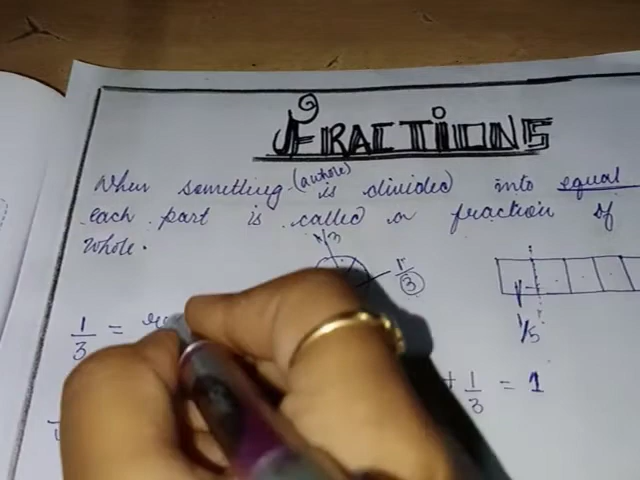 FRACTIONS
When something (a whole) is divided into equal
each part is called a fraction of
whole.
1/3
1/3
1/5
1/3 =
+ 1/3 = 1